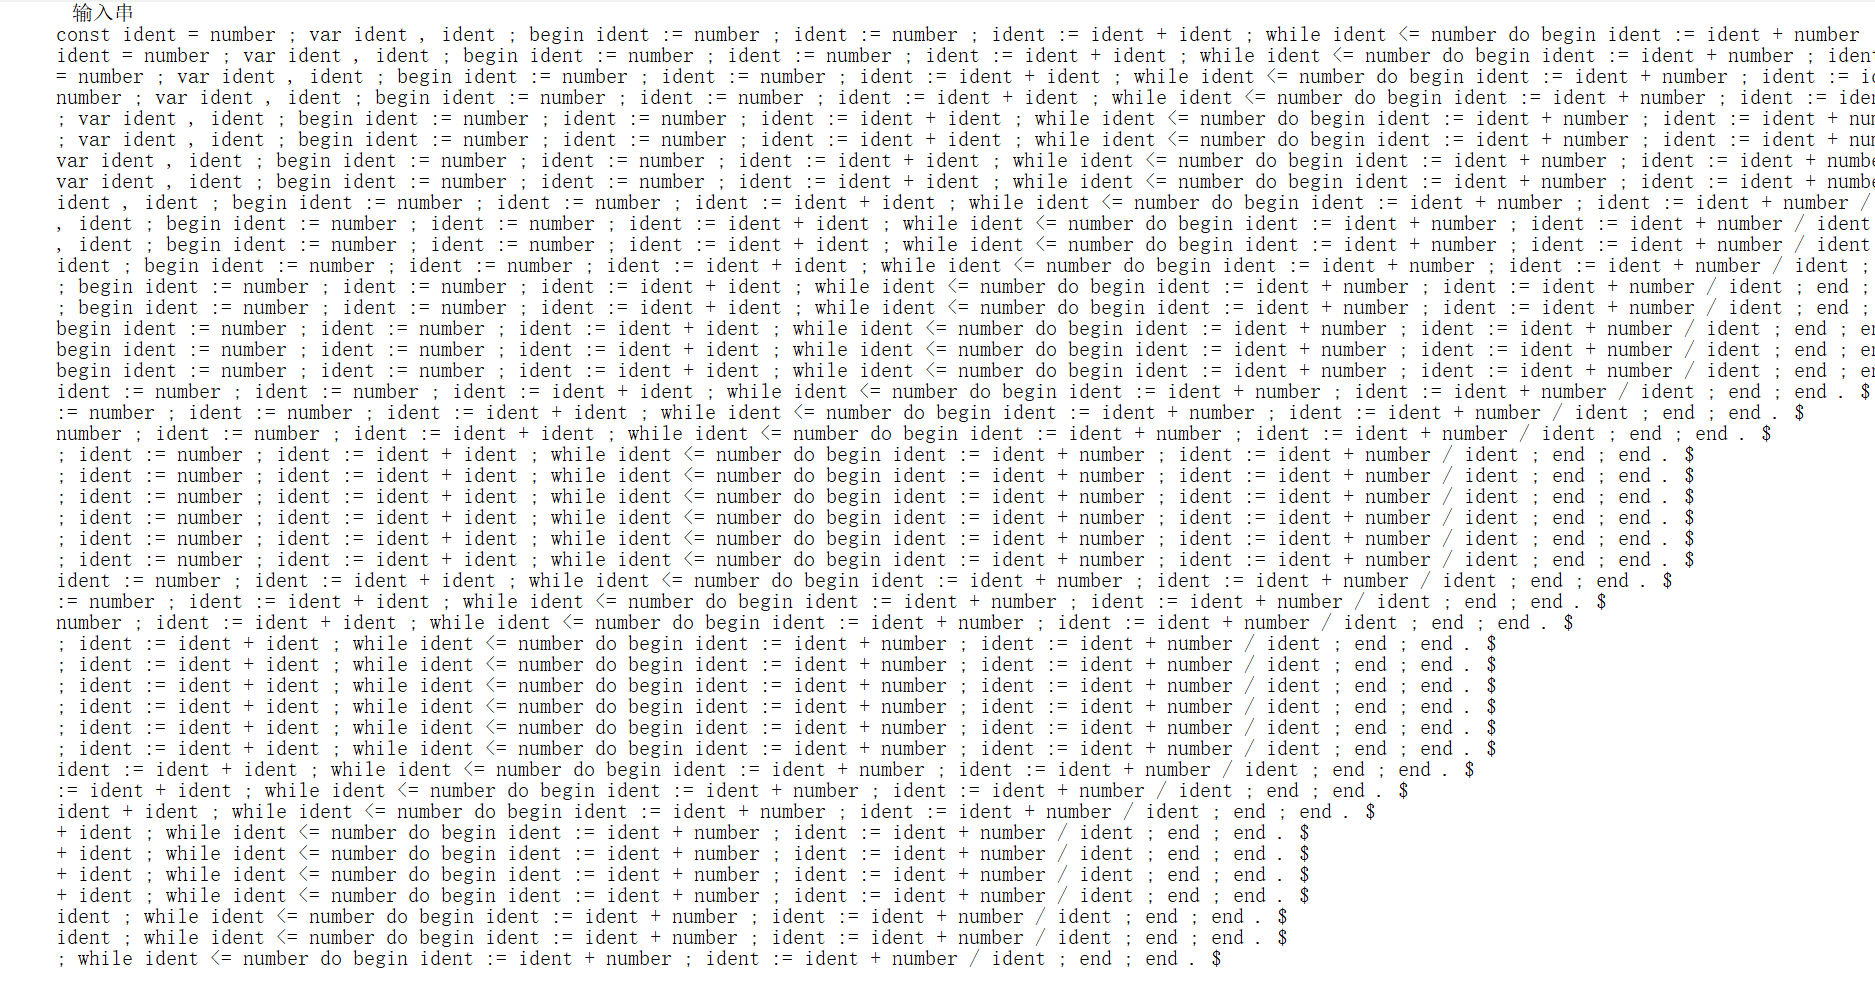 输入串
const ident = number ; var ident , ident ; begin ident := number ; ident := number ; ident := ident + ident ; while ident <= number do begin ident := ident + number
ident = number ; var ident , ident ; begin ident := number ; ident := number ; ident := ident + ident ; while ident <= number do begin ident := ident + number ; iden
= number ; var ident , ident ; begin ident := number ; ident := number ; ident := ident + ident ; while ident <= number do begin ident := ident + number ; ident := i
number ; var ident , ident ; begin ident := number ; ident := number ; ident := ident + ident ; while ident <= number do begin ident := ident + number ; ident := ide
; var ident , ident ; begin ident := number ; ident := number ; ident := ident + ident ; while ident <= number do begin ident := ident + number ; ident := ident + nu
; var ident , ident ; begin ident := number ; ident := number ; ident := ident + ident ; while ident <= number do begin ident := ident + number ; ident := ident + nu
var ident , ident ; begin ident := number ; ident := number ; ident := ident + ident ; while ident <= number do begin ident := ident + number ; ident := ident + numb
var ident , ident ; begin ident := number ; ident := number ; ident := ident + ident ; while ident <= number do begin ident := ident + number ; ident := ident + numb
ident , ident ; begin ident := number ; ident := number ; ident := ident + ident ; while ident <= number do begin ident := ident + number ; ident := ident + number /
, ident ; begin ident := number ; ident := number ; ident := ident + ident ; while ident <= number do begin ident := ident + number ; ident := ident + number / ident
, ident ; begin ident := number ; ident := number ; ident := ident + ident ; while ident <= number do begin ident := ident + number ; ident := ident + number / ident
ident ; begin ident := number ; ident := number ; ident := ident + ident ; while ident <= number do begin ident := ident + number ; ident := ident + number / ident ;
; begin ident := number ; ident := number ; ident := ident + ident ; while ident <= number do begin ident := ident + number ; ident := ident + number / ident ; end ;
; begin ident := number ; ident := number ; ident := ident + ident ; while ident <= number do begin ident := ident + number ; ident := ident + number / ident ; end ;
begin ident := number ; ident := number ; ident := ident + ident ; while ident <= number do begin ident := ident + number ; ident := ident + number / ident ; end ; e
begin ident := number ; ident := number ; ident := ident + ident ; while ident <= number do begin ident := ident + number ; ident := ident + number / ident ; end ; e
begin ident := number ; ident := number ; ident := ident + ident ; while ident <= number do begin ident := ident + number ; ident := ident + number / ident ; end ; e
ident := number ; ident := number ; ident := ident + ident ; while ident <= number do begin ident := ident + number ; ident := ident + number / ident ; end ; end . $
:= number ; ident := number ; ident := ident + ident ; while ident <= number do begin ident := ident + number ; ident := ident + number / ident ; end ; end . $
number ; ident := number ; ident := ident + ident ; while ident <= number do begin ident := ident + number ; ident := ident + number / ident ; end ; end . $
; ident := number ; ident := ident + ident ; while ident <= number do begin ident := ident + number ; ident := ident + number / ident ; end ; end . $
; ident := number ; ident := ident + ident ; while ident <= number do begin ident := ident + number ; ident := ident + number / ident ; end ; end . $
; ident := number ; ident := ident + ident ; while ident <= number do begin ident := ident + number ; ident := ident + number / ident ; end ; end . $
; ident := number ; ident := ident + ident ; while ident <= number do begin ident := ident + number ; ident := ident + number / ident ; end ; end . $
; ident := number ; ident := ident + ident ; while ident <= number do begin ident := ident + number ; ident := ident + number / ident ; end ; end . $
; ident := number ; ident := ident + ident ; while ident <= number do begin ident := ident + number ; ident := ident + number / ident ; end ; end . $
ident := number ; ident := ident + ident ; while ident <= number do begin ident := ident + number ; ident := ident + number / ident ; end ; end . $
:= number ; ident := ident + ident ; while ident <= number do begin ident := ident + number ; ident := ident + number / ident ; end ; end . $
number ; ident := ident + ident ; while ident <= number do begin ident := ident + number ; ident := ident + number / ident ; end ; end . $
; ident := ident + ident ; while ident <= number do begin ident := ident + number ; ident := ident + number / ident ; end ; end . $
; ident := ident + ident ; while ident <= number do begin ident := ident + number ; ident := ident + number / ident ; end ; end . $
; ident := ident + ident ; while ident <= number do begin ident := ident + number ; ident := ident + number / ident ; end ; end . $
; ident := ident + ident ; while ident <= number do begin ident := ident + number ; ident := ident + number / ident ; end ; end . $
; ident := ident + ident ; while ident <= number do begin ident := ident + number ; ident := ident + number / ident ; end ; end . $
; ident := ident + ident ; while ident <= number do begin ident := ident + number ; ident := ident + number / ident ; end ; end . $
ident := ident + ident ; while ident <= number do begin ident := ident + number ; ident := ident + number / ident ; end ; end . $
:= ident + ident ; while ident <= number do begin ident := ident + number ; ident := ident + number / ident ; end ; end . $
ident + ident ; while ident <= number do begin ident := ident + number ; ident := ident + number / ident ; end ; end . $
+ ident ; while ident <= number do begin ident := ident + number ; ident := ident + number / ident ; end ; end . $
+ ident ; while ident <= number do begin ident := ident + number ; ident := ident + number / ident ; end ; end . $
+ ident ; while ident <= number do begin ident := ident + number ; ident := ident + number / ident ; end ; end . $
+ ident ; while ident <= number do begin ident := ident + number ; ident := ident + number / ident ; end ; end . $
ident ; while ident <= number do begin ident := ident + number ; ident := ident + number / ident ; end ; end . $
ident ; while ident <= number do begin ident := ident + number ; ident := ident + number / ident ; end ; end . $
; while ident <= number do begin ident := ident + number ; ident := ident + number / ident ; end ; end . $